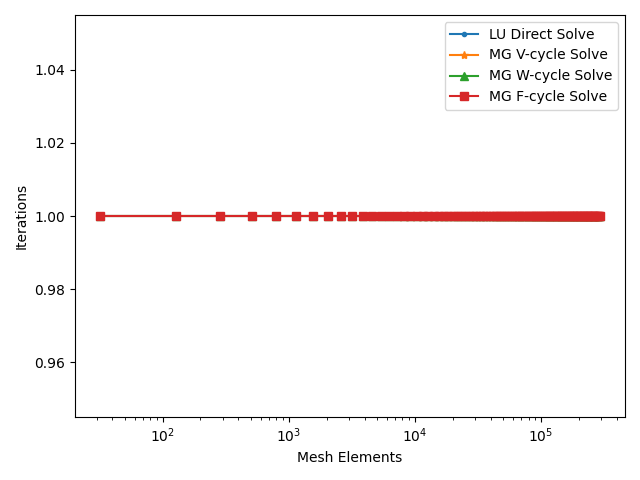 LU Direct Solve
MG V-cycle Solve
MG W-cycle Solve
MG F-cycle Solve
1.04
1.02
1.00
0.98
0.96
Iterations
10²
10³
10⁴
10⁵
Mesh Elements